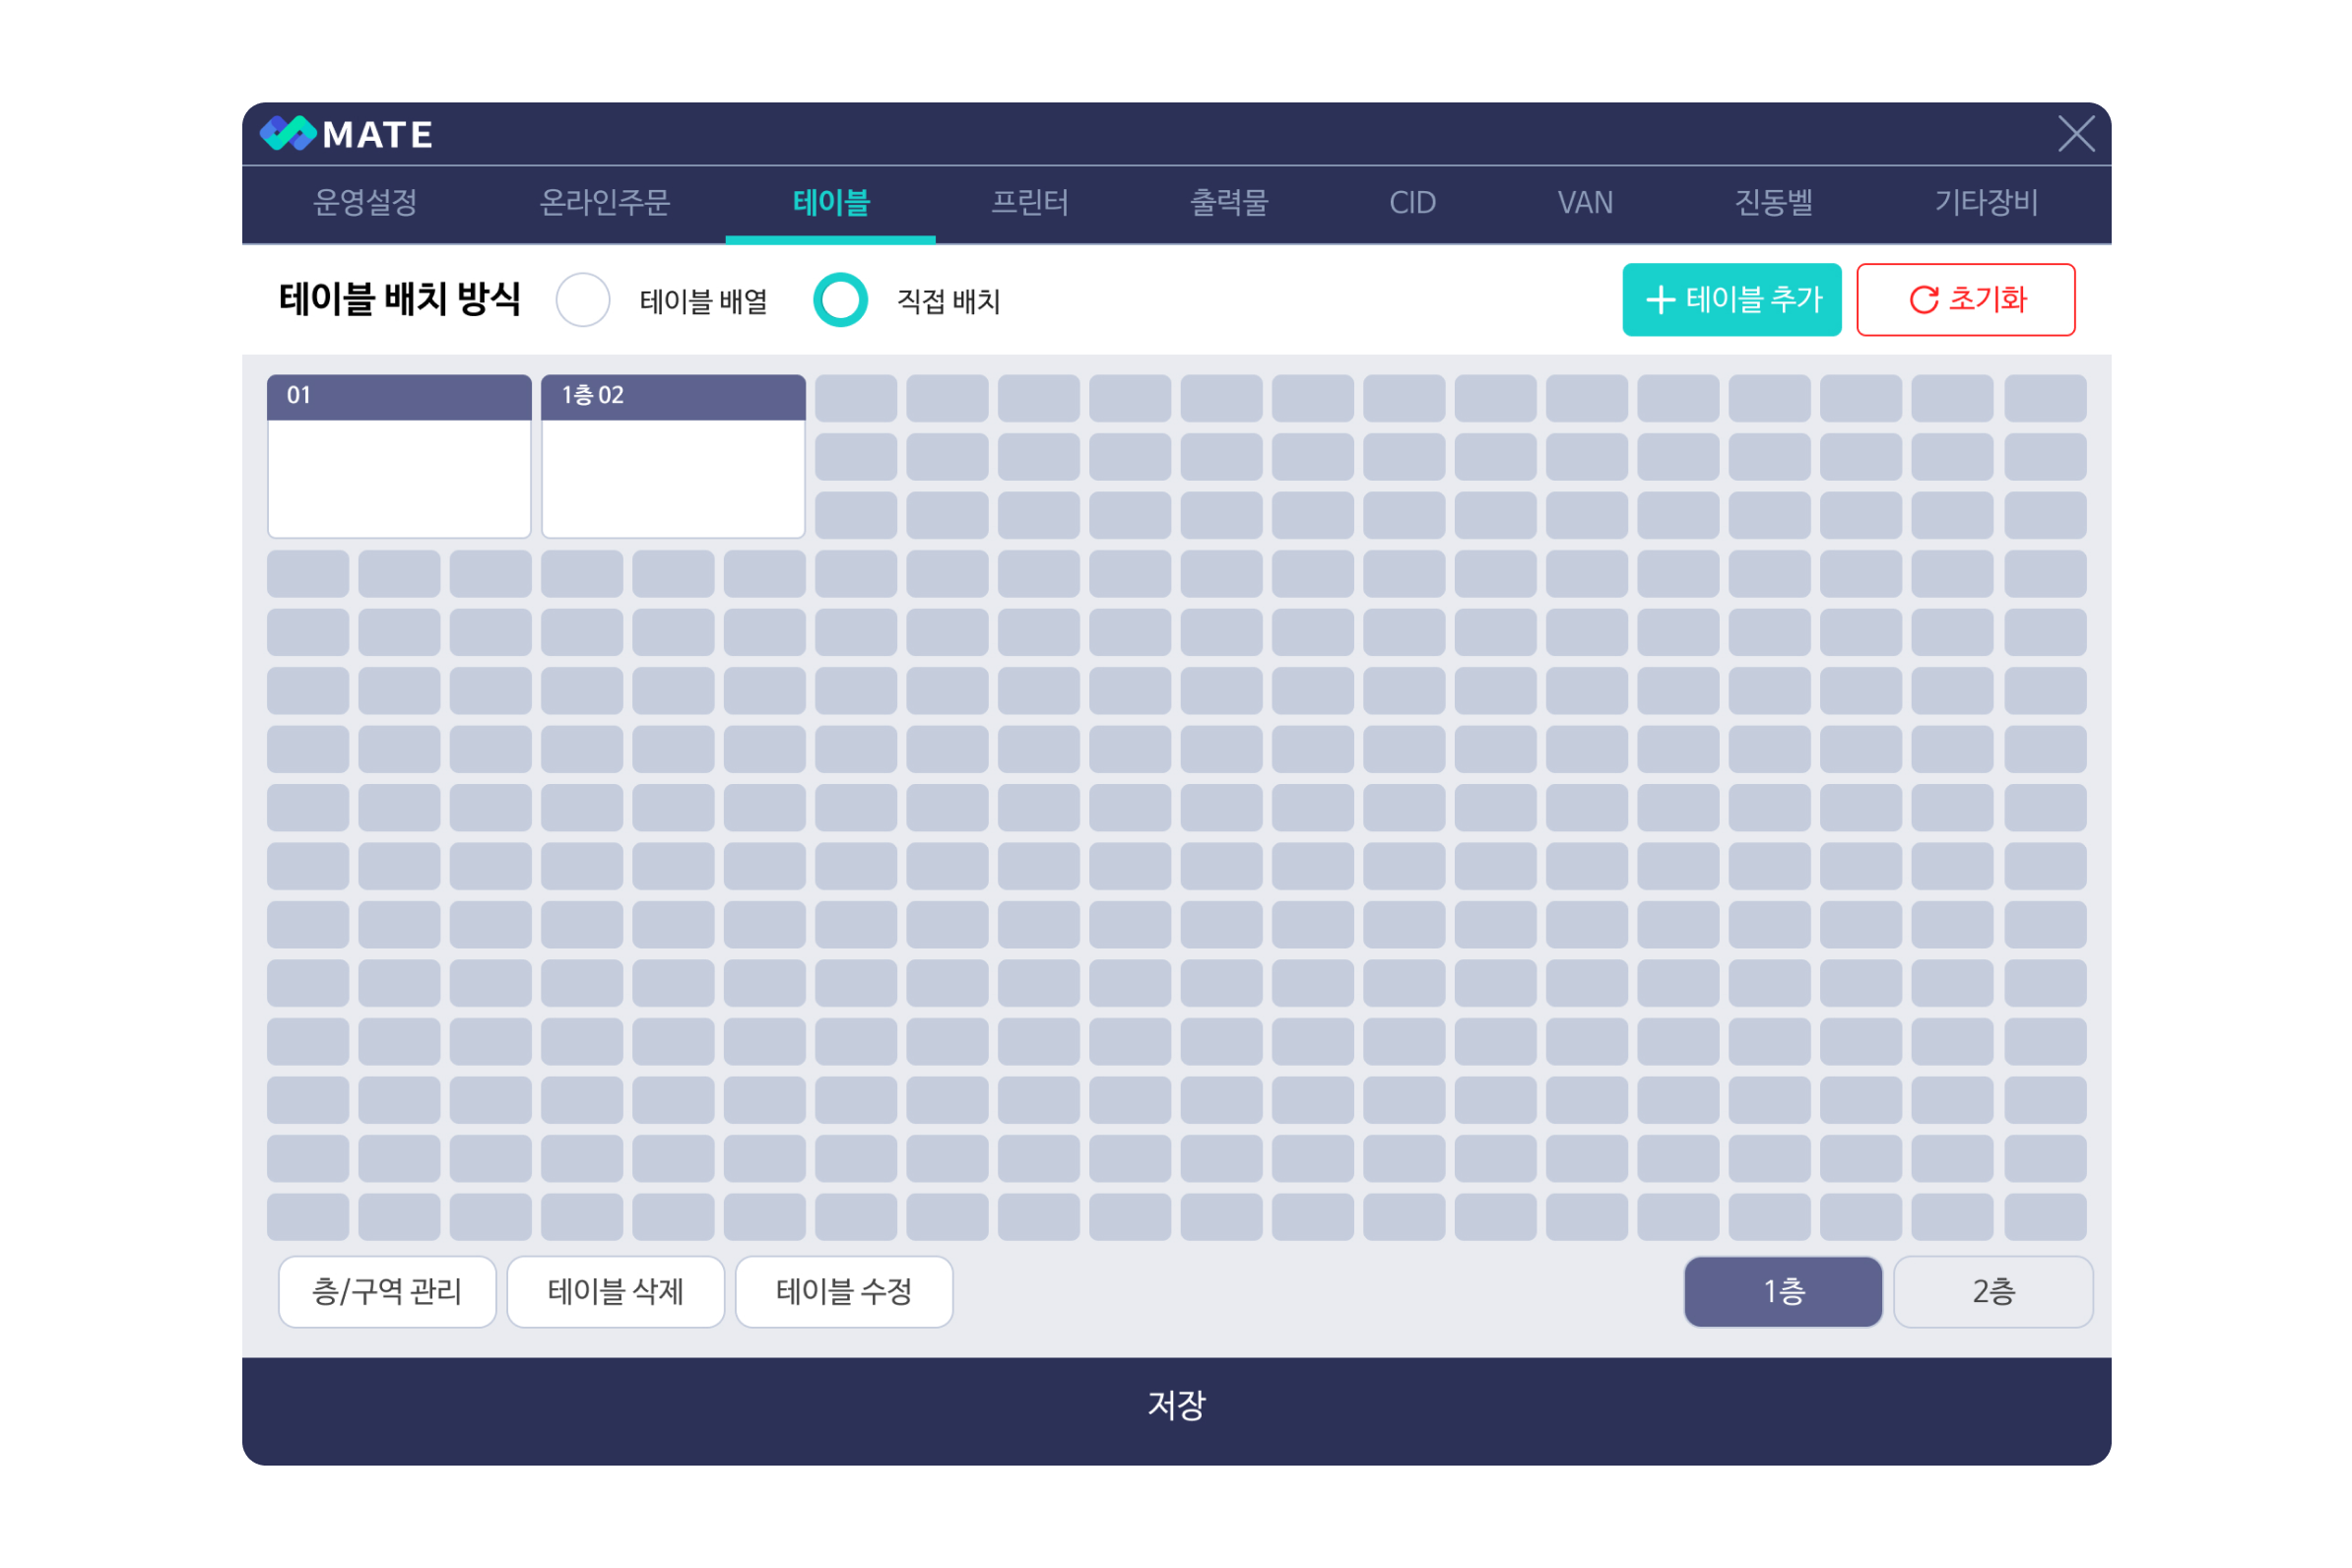 MATE
운영설정 온라인주문 테이블 프린터 출력물 CID VAN 진동벨 기타장비
테이블 배치 방식 테이블 배열 직접 배치 테이블 추가 초기화
01 1층 02
층/구역 관리 테이블 삭제 테이블 수정 1층 2층
저장